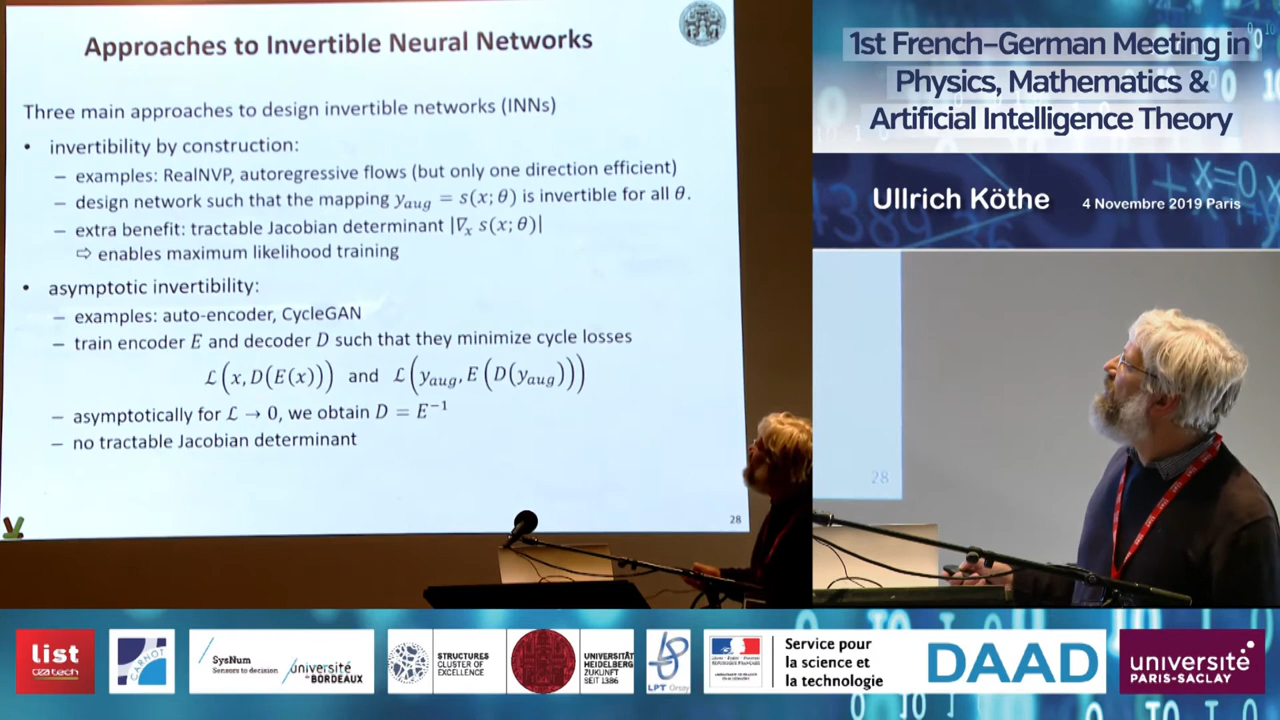 Approaches to Invertible Neural Networks
Three main approaches to design invertible networks (INNs)
• invertibility by construction:
– examples: RealNVP, autoregressive flows (but only one direction efficient)
– design network such that the mapping y_aug = s(x; θ) is invertible for all θ.
– extra benefit: tractable Jacobian determinant |∇ₓ s(x; θ)|
⇨ enables maximum likelihood training
• asymptotic invertibility:
– examples: auto-encoder, CycleGAN
– train encoder E and decoder D such that they minimize cycle losses
ℒ(x, D(E(x))) and ℒ(y_aug, E(D(y_aug)))
– asymptotically for ℒ → 0, we obtain D = E⁻¹
– no tractable Jacobian determinant
28
1st French–German Meeting in
Physics, Mathematics &
Artificial Intelligence Theory
Ullrich Köthe 4 Novembre 2019 Paris
28
list
ceatech
SysNum
Sensors to decision
université
de BORDEAUX
STRUCTURES
CLUSTER OF
EXCELLENCE
UNIVERSITÄT
HEIDELBERG
ZUKUNFT
SEIT 1386
LPT Orsay
Service pour
la science et
la technologie
DAAD
université
PARIS-SACLAY